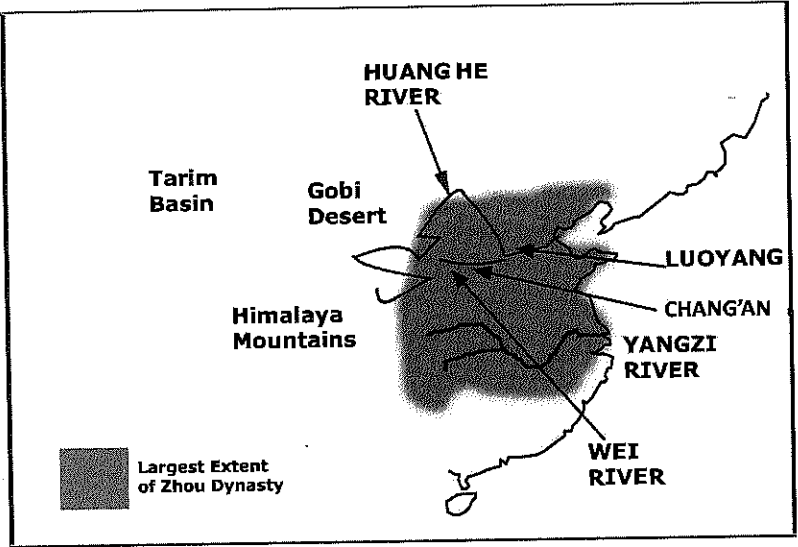 HUANG HE
RIVER
Tarim
Basin
Gobi
Desert
LUOYANG
CHANG'AN
Himalaya
Mountains
YANGZI
RIVER
WEI
RIVER
Largest Extent
of Zhou Dynasty